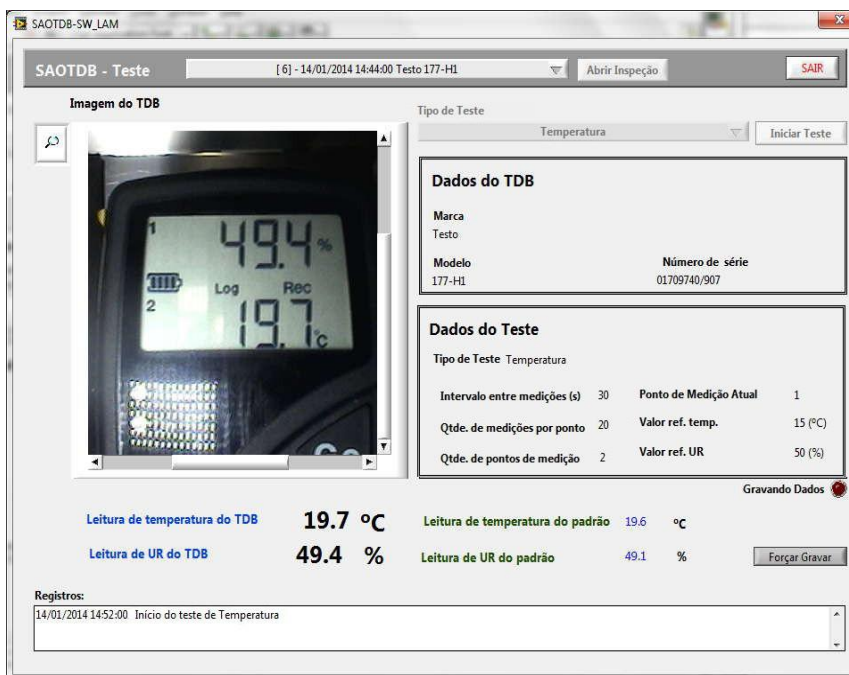 SAOTDB-SW_LAM
SAOTDB - Teste
[ 6] - 14/01/2014 14:44:00 Testo 177-H1
Abrir Inspeção
SAIR
Imagem do TDB
Tipo de Teste
Temperatura
Iniciar Teste
1
49.4 %
Log Rec
2
19.7 °C
Dados do TDB
Marca
Testo
Modelo
Número de série
177-H1
01709740/907
Dados do Teste
Tipo de Teste Temperatura
Intervalo entre medições (s) 30 Ponto de Medição Atual 1
Qtde. de medições por ponto 20 Valor ref. temp. 15 (ºC)
Qtde. de pontos de medição 2 Valor ref. UR 50 (%)
Gravando Dados
Leitura de temperatura do TDB 19.7 ºC Leitura de temperatura do padrão 19.6 ºC
Leitura de UR do TDB 49.4 % Leitura de UR do padrão 49.1 %
Forçar Gravar
Registros:
14/01/2014 14:52:00 Início do teste de Temperatura